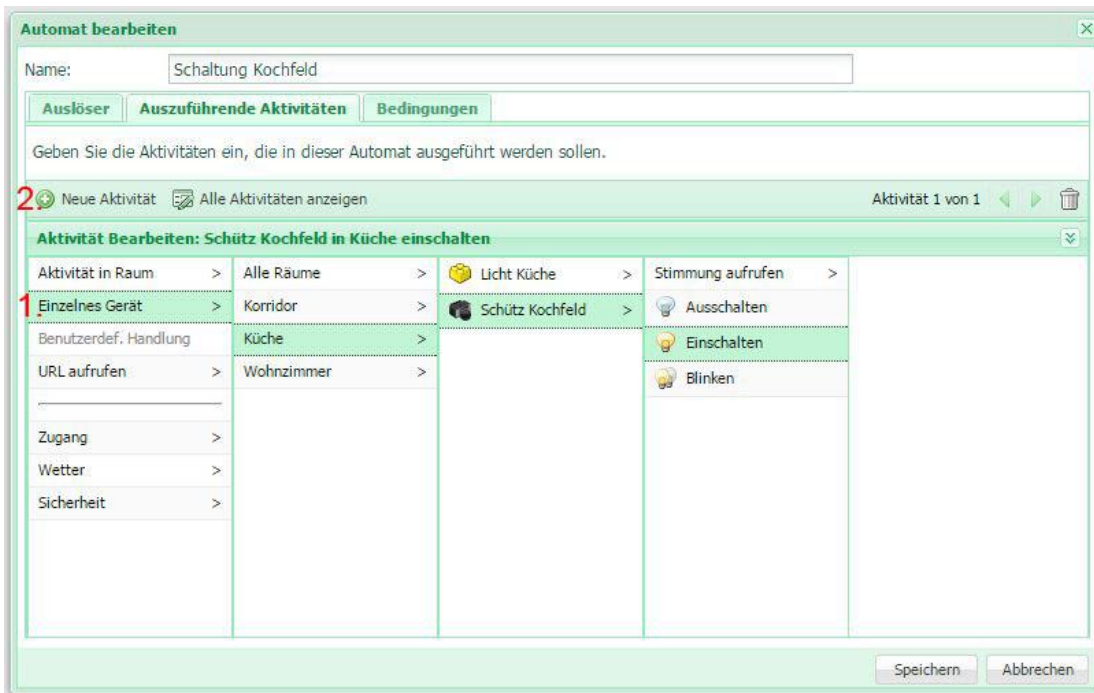 Automat bearbeiten
Name: Schaltung Kochfeld
Auslöser Auszuführende Aktivitäten Bedingungen
Geben Sie die Aktivitäten ein, die in dieser Automat ausgeführt werden sollen.
2. Neue Aktivität Alle Aktivitäten anzeigen Aktivität 1 von 1
Aktivität Bearbeiten: Schütz Kochfeld in Küche einschalten
Aktivität in Raum > Alle Räume > Licht Küche > Stimmung aufrufen >
1. Einzelnes Gerät > Korridor > Schütz Kochfeld > Ausschalten
Benutzerdef. Handlung Küche > Einschalten
URL aufrufen > Wohnzimmer > Blinken
Zugang >
Wetter >
Sicherheit >
Speichern Abbrechen